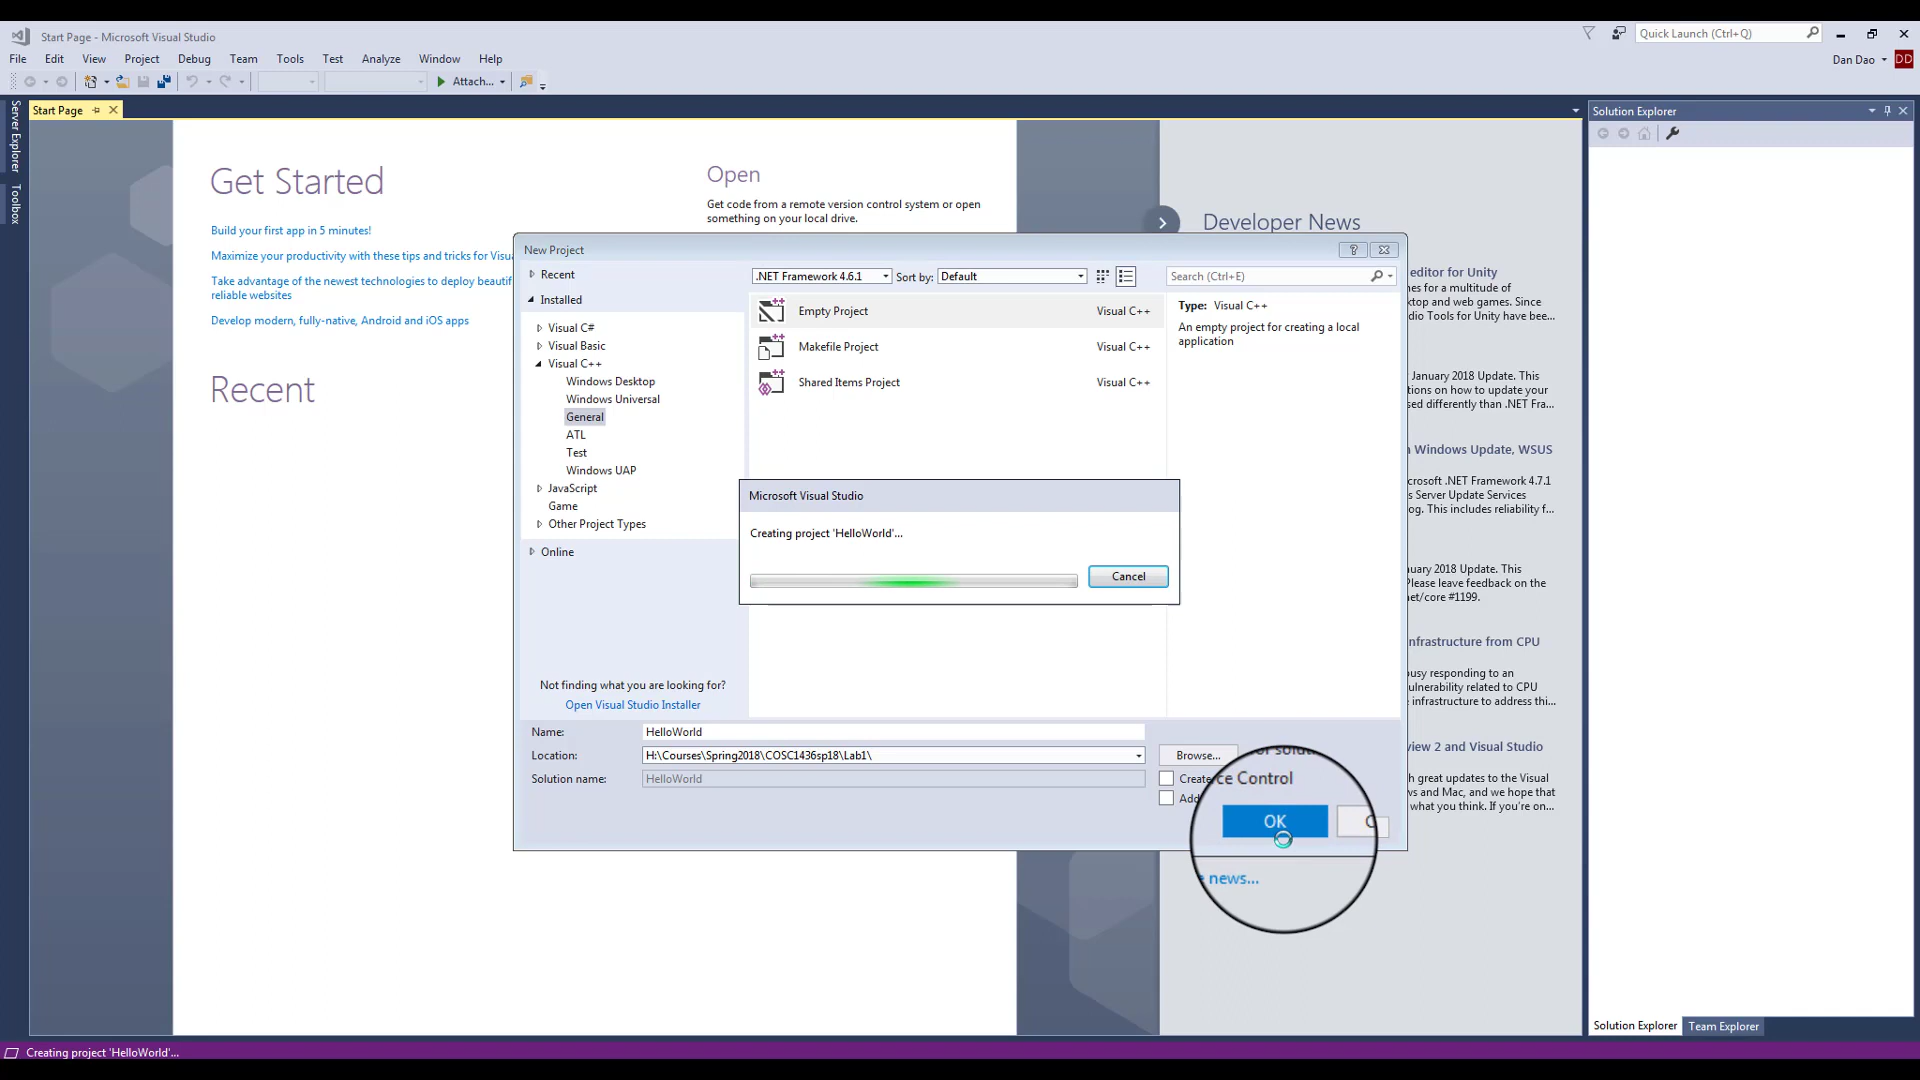 Start Page - Microsoft Visual Studio
Quick Launch (Ctrl+Q)
File Edit View Project Debug Team Tools Test Analyze Window Help
Dan Dao DD
Attach...
Server Explorer
Toolbox
Start Page
Solution Explorer
Get Started
Build your first app in 5 minutes!
Maximize your productivity with these tips and tricks for Visu
Take advantage of the newest technologies to deploy beautif
reliable websites
Develop modern, fully-native, Android and iOS apps
Recent
Open
Get code from a remote version control system or open
something on your local drive.
Developer News
editor for Unity
nes for a multitude of
ktop and web games. Since
dio Tools for Unity have bee...
January 2018 Update. This
otions on how to update your
sed differently than .NET Fra...
Windows Update, WSUS
crosoft .NET Framework 4.7.1
s Server Update Services
og. This includes reliability f...
uary 2018 Update. This
Please leave feedback on the
net/core #1199.
nfrastructure from CPU
usy responding to an
ulnerability related to CPU
infrastructure to address thi...
view 2 and Visual Studio
h great updates to the Visual
vs and Mac, and we hope that
what you think. If you're on...
New Project
Recent
Installed
Visual C#
Visual Basic
Visual C++
Windows Desktop
Windows Universal
General
ATL
Test
Windows UAP
JavaScript
Game
Other Project Types
Online
Not finding what you are looking for?
Open Visual Studio Installer
.NET Framework 4.6.1 Sort by: Default
Search (Ctrl+E)
Empty Project Visual C++
Makefile Project Visual C++
Shared Items Project Visual C++
Type: Visual C++
An empty project for creating a local
application
Microsoft Visual Studio
Creating project 'HelloWorld'...
Cancel
Name: HelloWorld
Location: H:\Courses\Spring2018\COSC1436sp18\Lab1\
Browse...
Solution name: HelloWorld
Create
Add
ce Control
OK
news...
Solution Explorer Team Explorer
Creating project 'HelloWorld'...